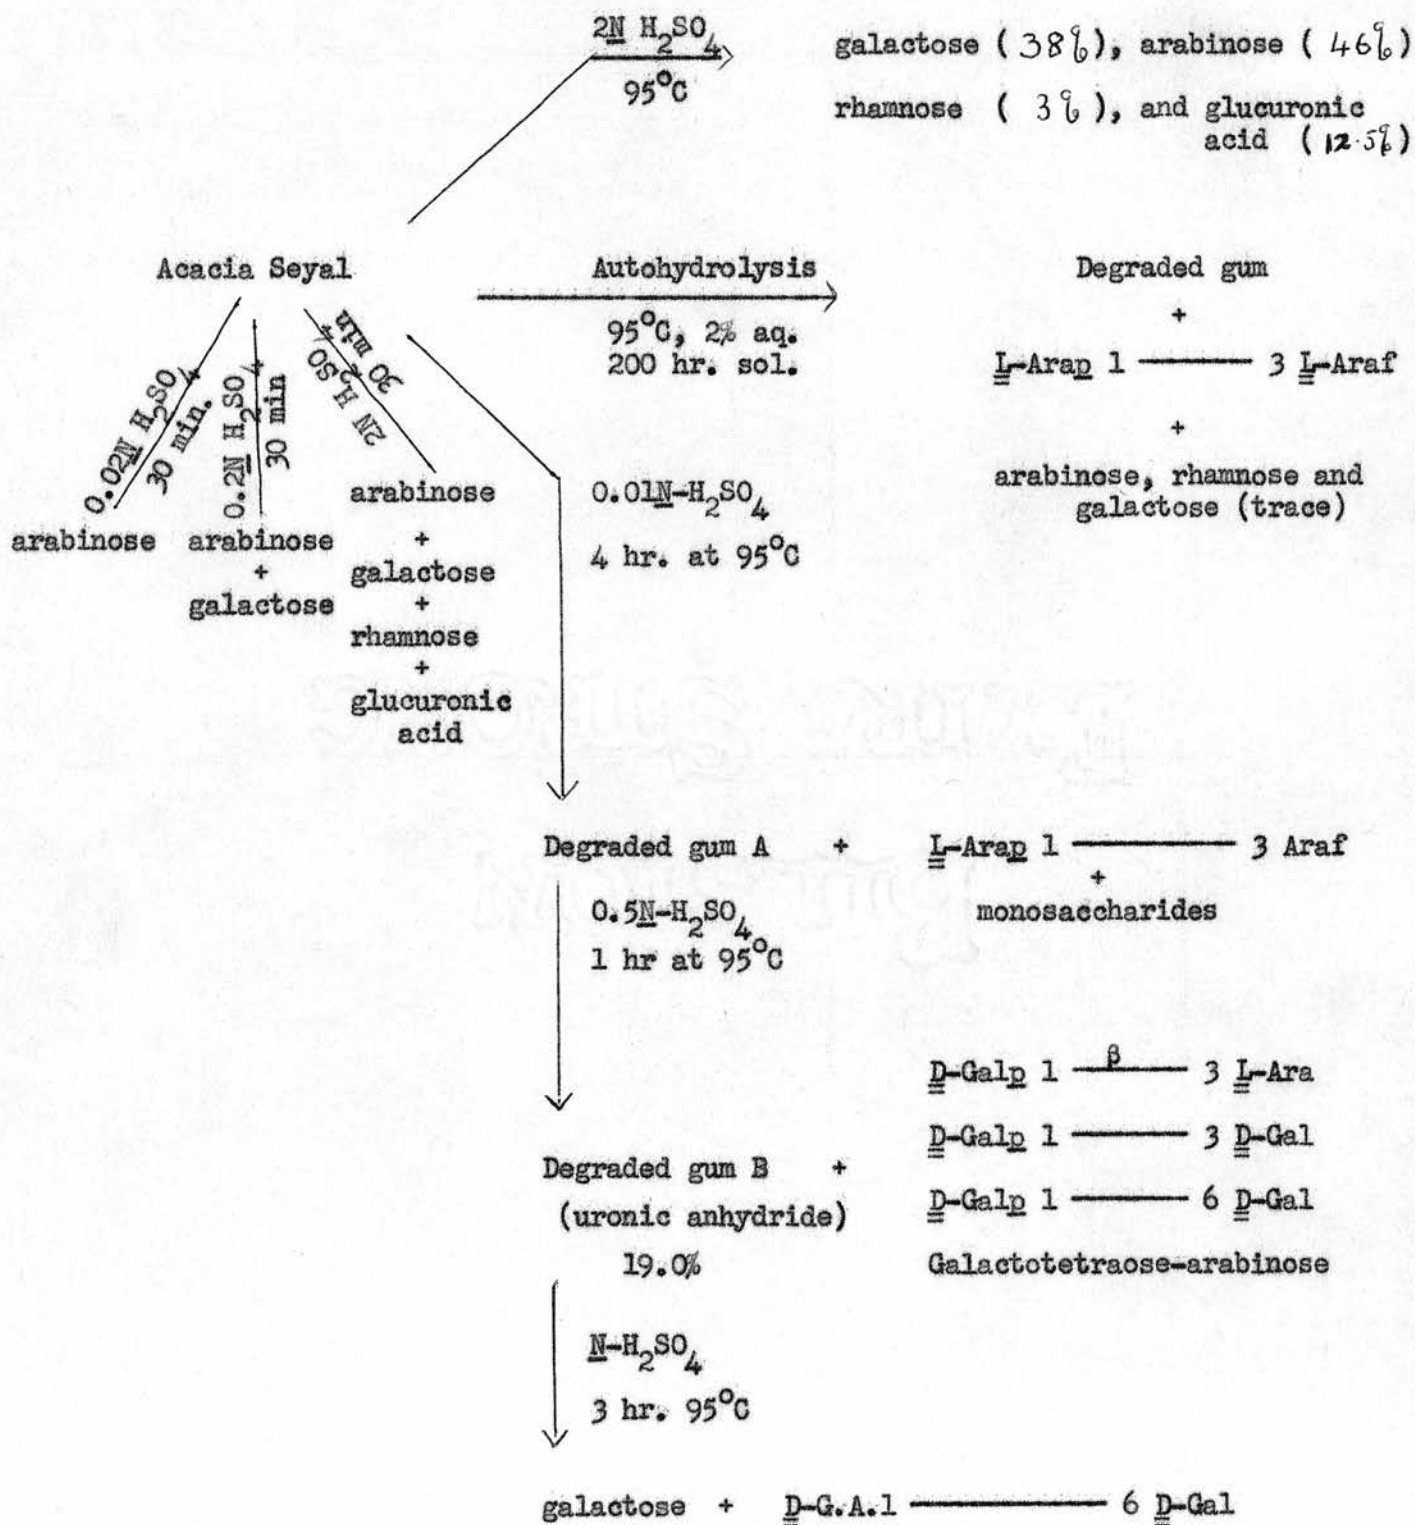 2N H2SO4
95°C
galactose (38%), arabinose (46%)
rhamnose (3%), and glucuronic
acid (12.5%)
Acacia Seyal
Autohydrolysis
95°C, 2% aq.
200 hr. sol.
Degraded gum
+
L-Arap 1 ——— 3 L-Araf
+
arabinose, rhamnose and
galactose (trace)
0.02N H2SO4
30 min.
arabinose
0.2N H2SO4
30 min
arabinose
+
galactose
2N H2SO4
30 min
arabinose
+
galactose
+
rhamnose
+
glucuronic
acid
0.01N-H2SO4
4 hr. at 95°C
Degraded gum A + L-Arap 1 ——— 3 Araf
+
monosaccharides
0.5N-H2SO4
1 hr at 95°C
D-Galp 1 —β— 3 L-Ara
D-Galp 1 ——— 3 D-Gal
Degraded gum B +
(uronic anhydride)
19.0%
D-Galp 1 ——— 6 D-Gal
Galactotetraose-arabinose
N-H2SO4
3 hr. 95°C
galactose + D-G.A.1 ——— 6 D-Gal